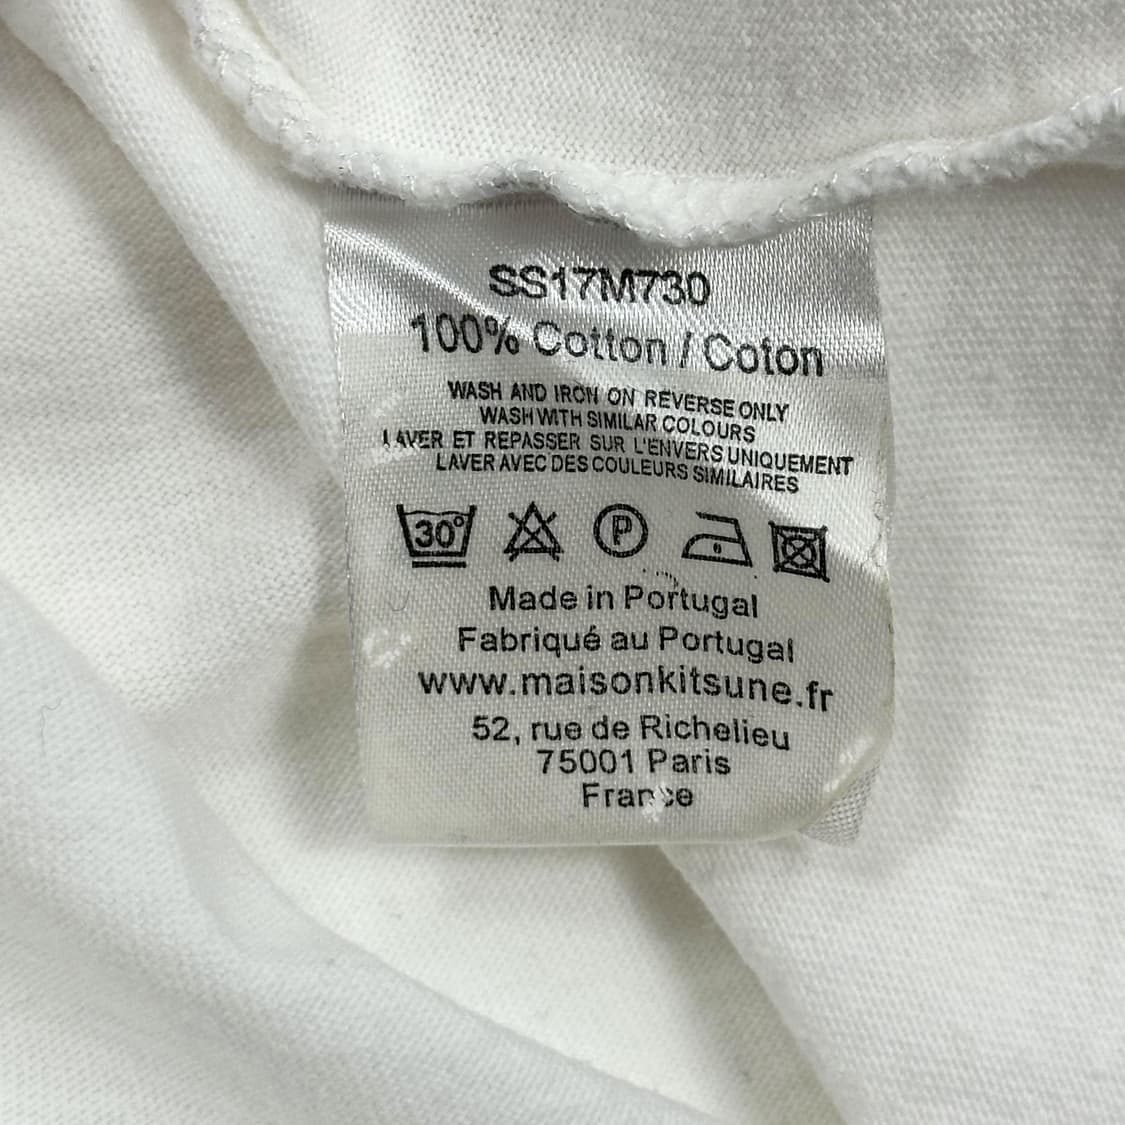 SS17M730
100% Cotton / Coton
WASH AND IRON ON REVERSE ONLY
WASH WITH SIMILAR COLOURS
LAVER ET REPASSER SUR L'ENVERS UNIQUEMENT
LAVER AVEC DES COULEURS SIMILAIRES
30° P
Made in Portugal
Fabriqué au Portugal
www.maisonkitsune.fr
52, rue de Richelieu
75001 Paris
France